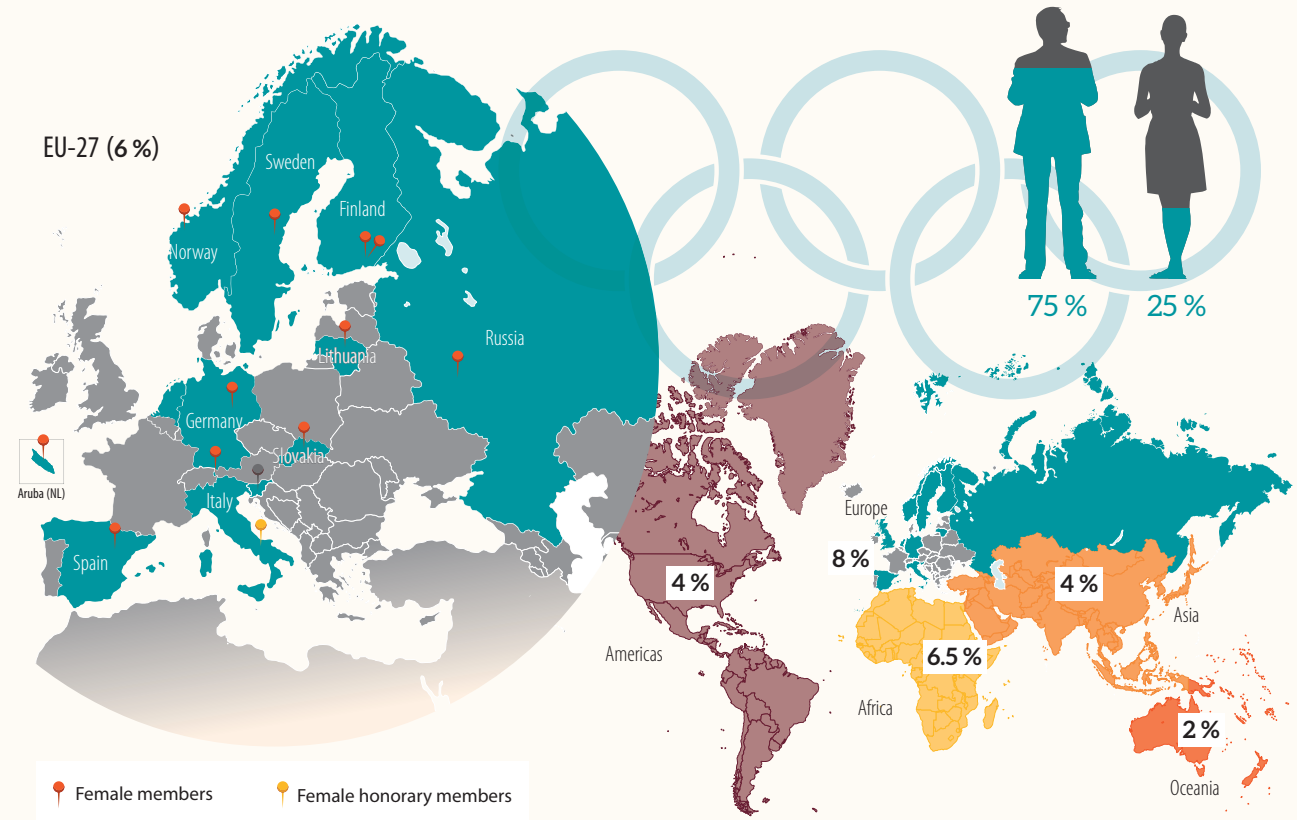 EU-27 (6 %)
Sweden
Finland
Norway
Russia
Lithuania
Germany
Slovakia
Aruba (NL)
Italy
Spain
75 %
25 %
Europe
8 %
4 %
4 %
Asia
Americas
6.5 %
Africa
2 %
Oceania
Female members
Female honorary members